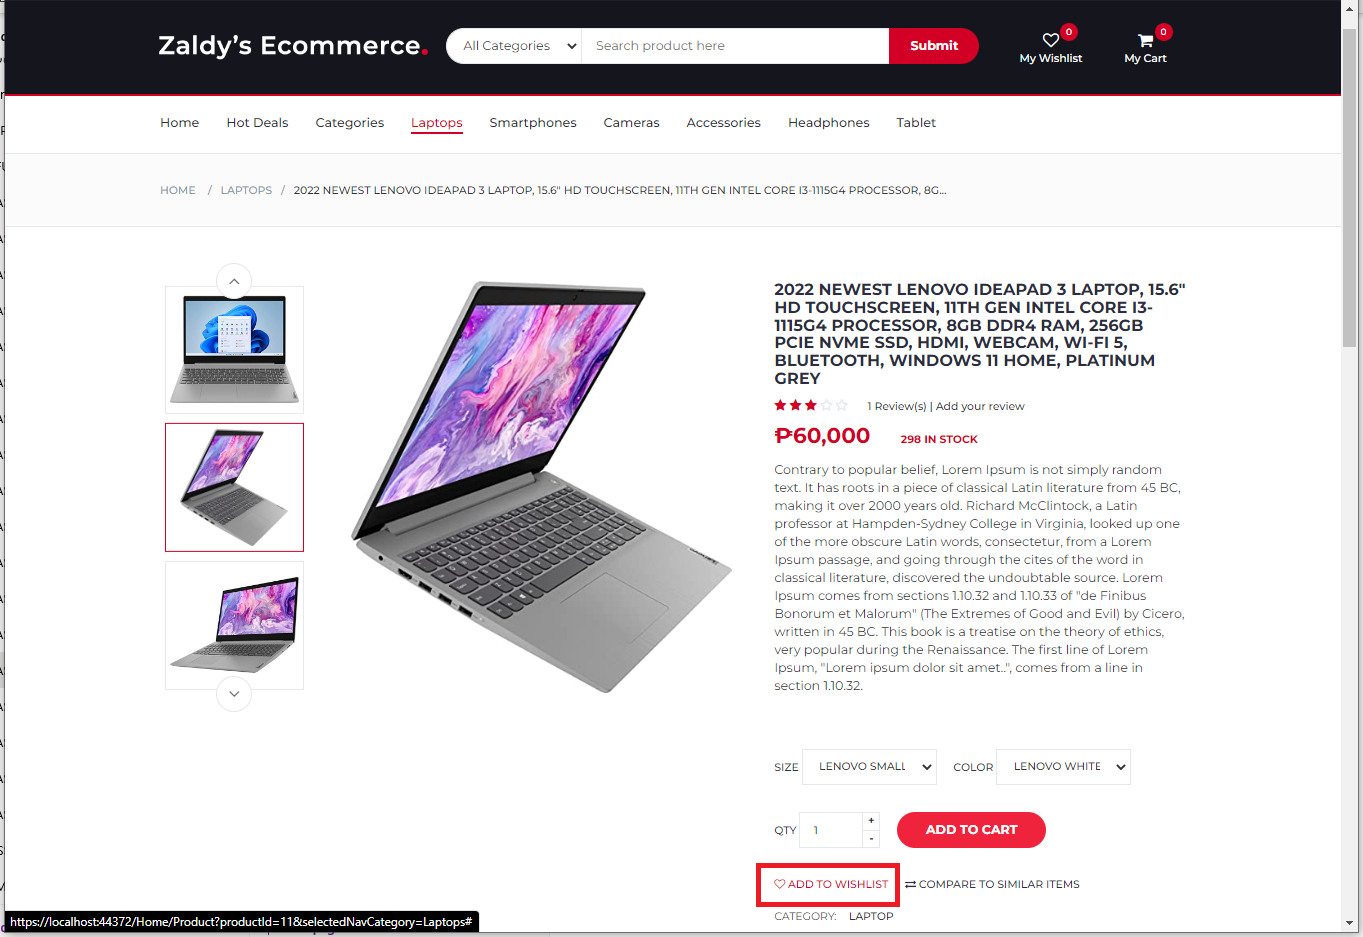 Zaldy's Ecommerce.
All Categories
Search product here
Submit
0
My Wishlist
0
My Cart
Home
Hot Deals
Categories
Laptops
Smartphones
Cameras
Accessories
Headphones
Tablet
HOME / LAPTOPS / 2022 NEWEST LENOVO IDEAPAD 3 LAPTOP, 15.6" HD TOUCHSCREEN, 11TH GEN INTEL CORE I3-1115G4 PROCESSOR, 8G...
2022 NEWEST LENOVO IDEAPAD 3 LAPTOP, 15.6"
HD TOUCHSCREEN, 11TH GEN INTEL CORE I3-
1115G4 PROCESSOR, 8GB DDR4 RAM, 256GB
PCIE NVME SSD, HDMI, WEBCAM, WI-FI 5,
BLUETOOTH, WINDOWS 11 HOME, PLATINUM
GREY
1 Review(s) | Add your review
₱60,000
298 IN STOCK
Contrary to popular belief, Lorem Ipsum is not simply random
text. It has roots in a piece of classical Latin literature from 45 BC,
making it over 2000 years old. Richard McClintock, a Latin
professor at Hampden-Sydney College in Virginia, looked up one
of the more obscure Latin words, consectetur, from a Lorem
Ipsum passage, and going through the cites of the word in
classical literature, discovered the undoubtable source. Lorem
Ipsum comes from sections 1.10.32 and 1.10.33 of "de Finibus
Bonorum et Malorum" (The Extremes of Good and Evil) by Cicero,
written in 45 BC. This book is a treatise on the theory of ethics,
very popular during the Renaissance. The first line of Lorem
Ipsum, "Lorem ipsum dolor sit amet..", comes from a line in
section 1.10.32.
SIZE
LENOVO SMALL
COLOR
LENOVO WHITE
QTY
1
+
-
ADD TO CART
ADD TO WISHLIST
COMPARE TO SIMILAR ITEMS
CATEGORY: LAPTOP
https://localhost:44372/Home/Product?productId=11&selectedNavCategory=Laptops#